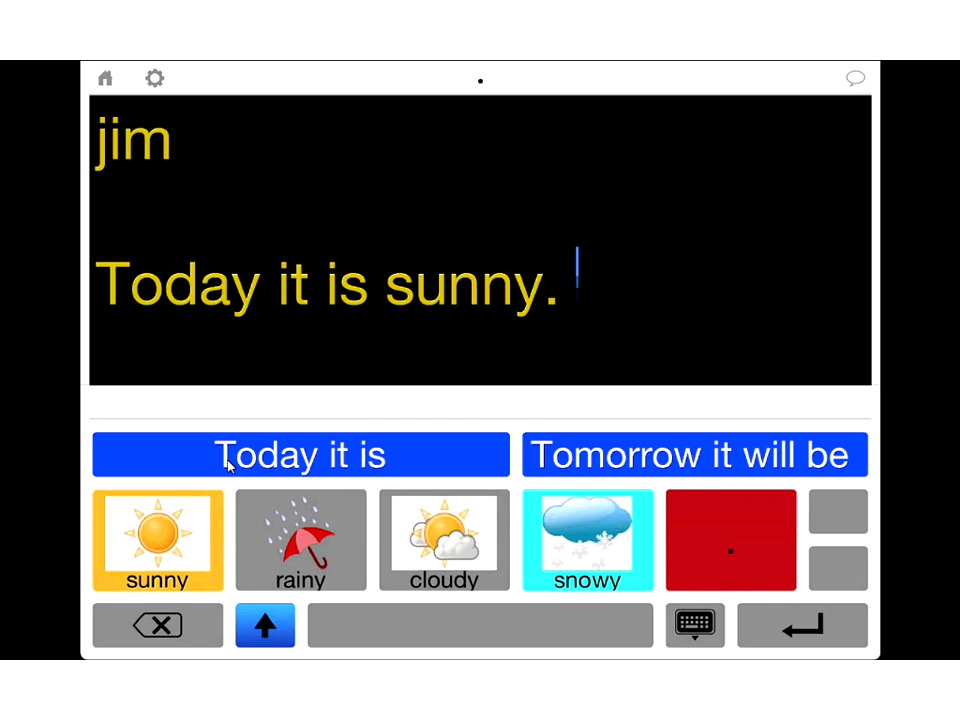 jim
Today it is sunny.
Today it is
Tomorrow it will be
sunny
rainy
cloudy
snowy
.